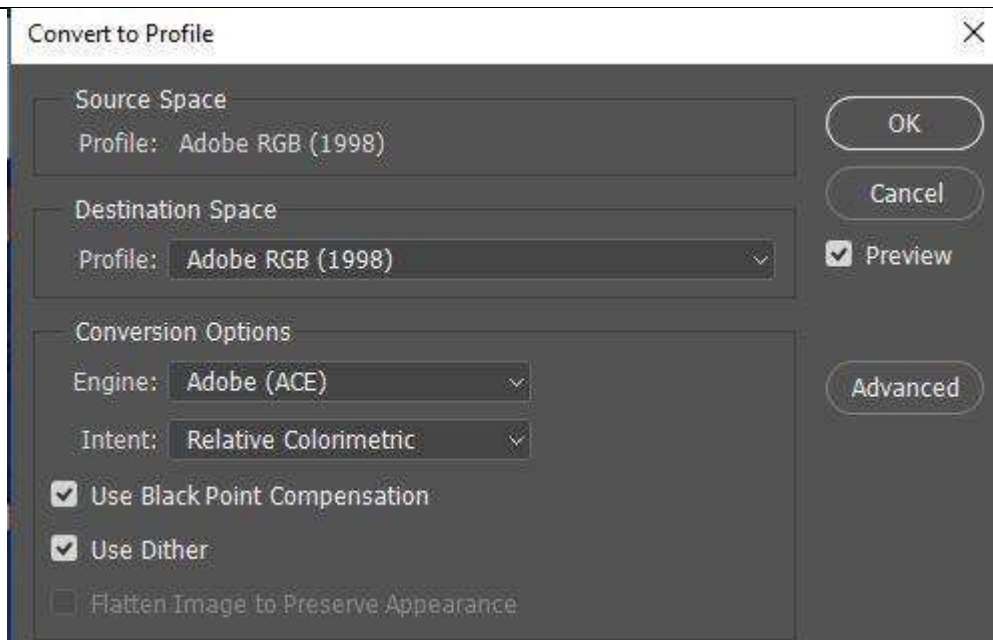 Convert to Profile
Source Space
Profile: Adobe RGB (1998)
OK
Cancel
Destination Space
Profile: Adobe RGB (1998)
Preview
Conversion Options
Engine: Adobe (ACE)
Advanced
Intent: Relative Colorimetric
Use Black Point Compensation
Use Dither
Flatten Image to Preserve Appearance